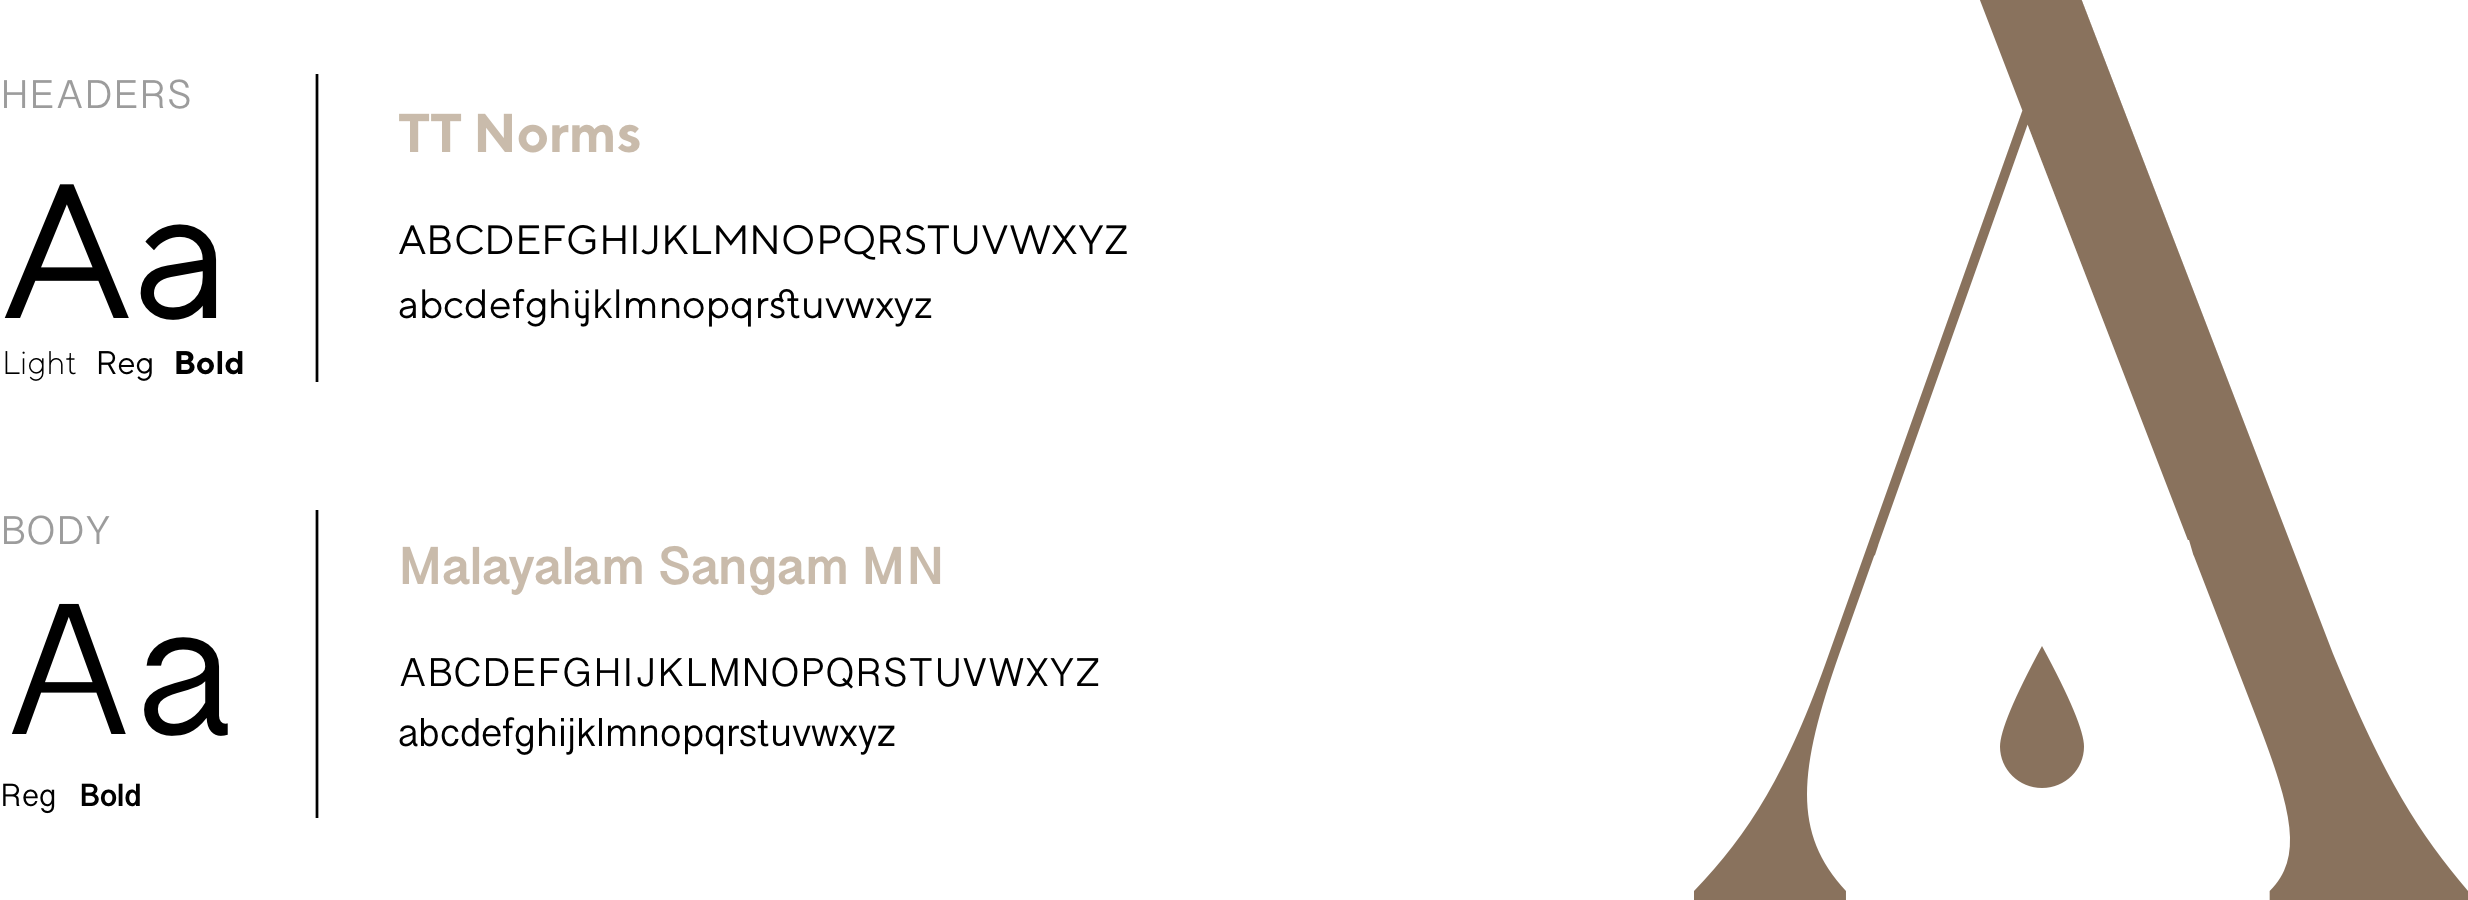 HEADERS
Aa
Light Reg Bold
TT Norms
ABCDEFGHIJKLMNOPQRSTUVWXYZ
abcdefghijklmnopqrstuvwxyz
BODY
Aa
Reg Bold
Malayalam Sangam MN
ABCDEFGHIJKLMNOPQRSTUVWXYZ
abcdefghijklmnopqrstuvwxyz
A